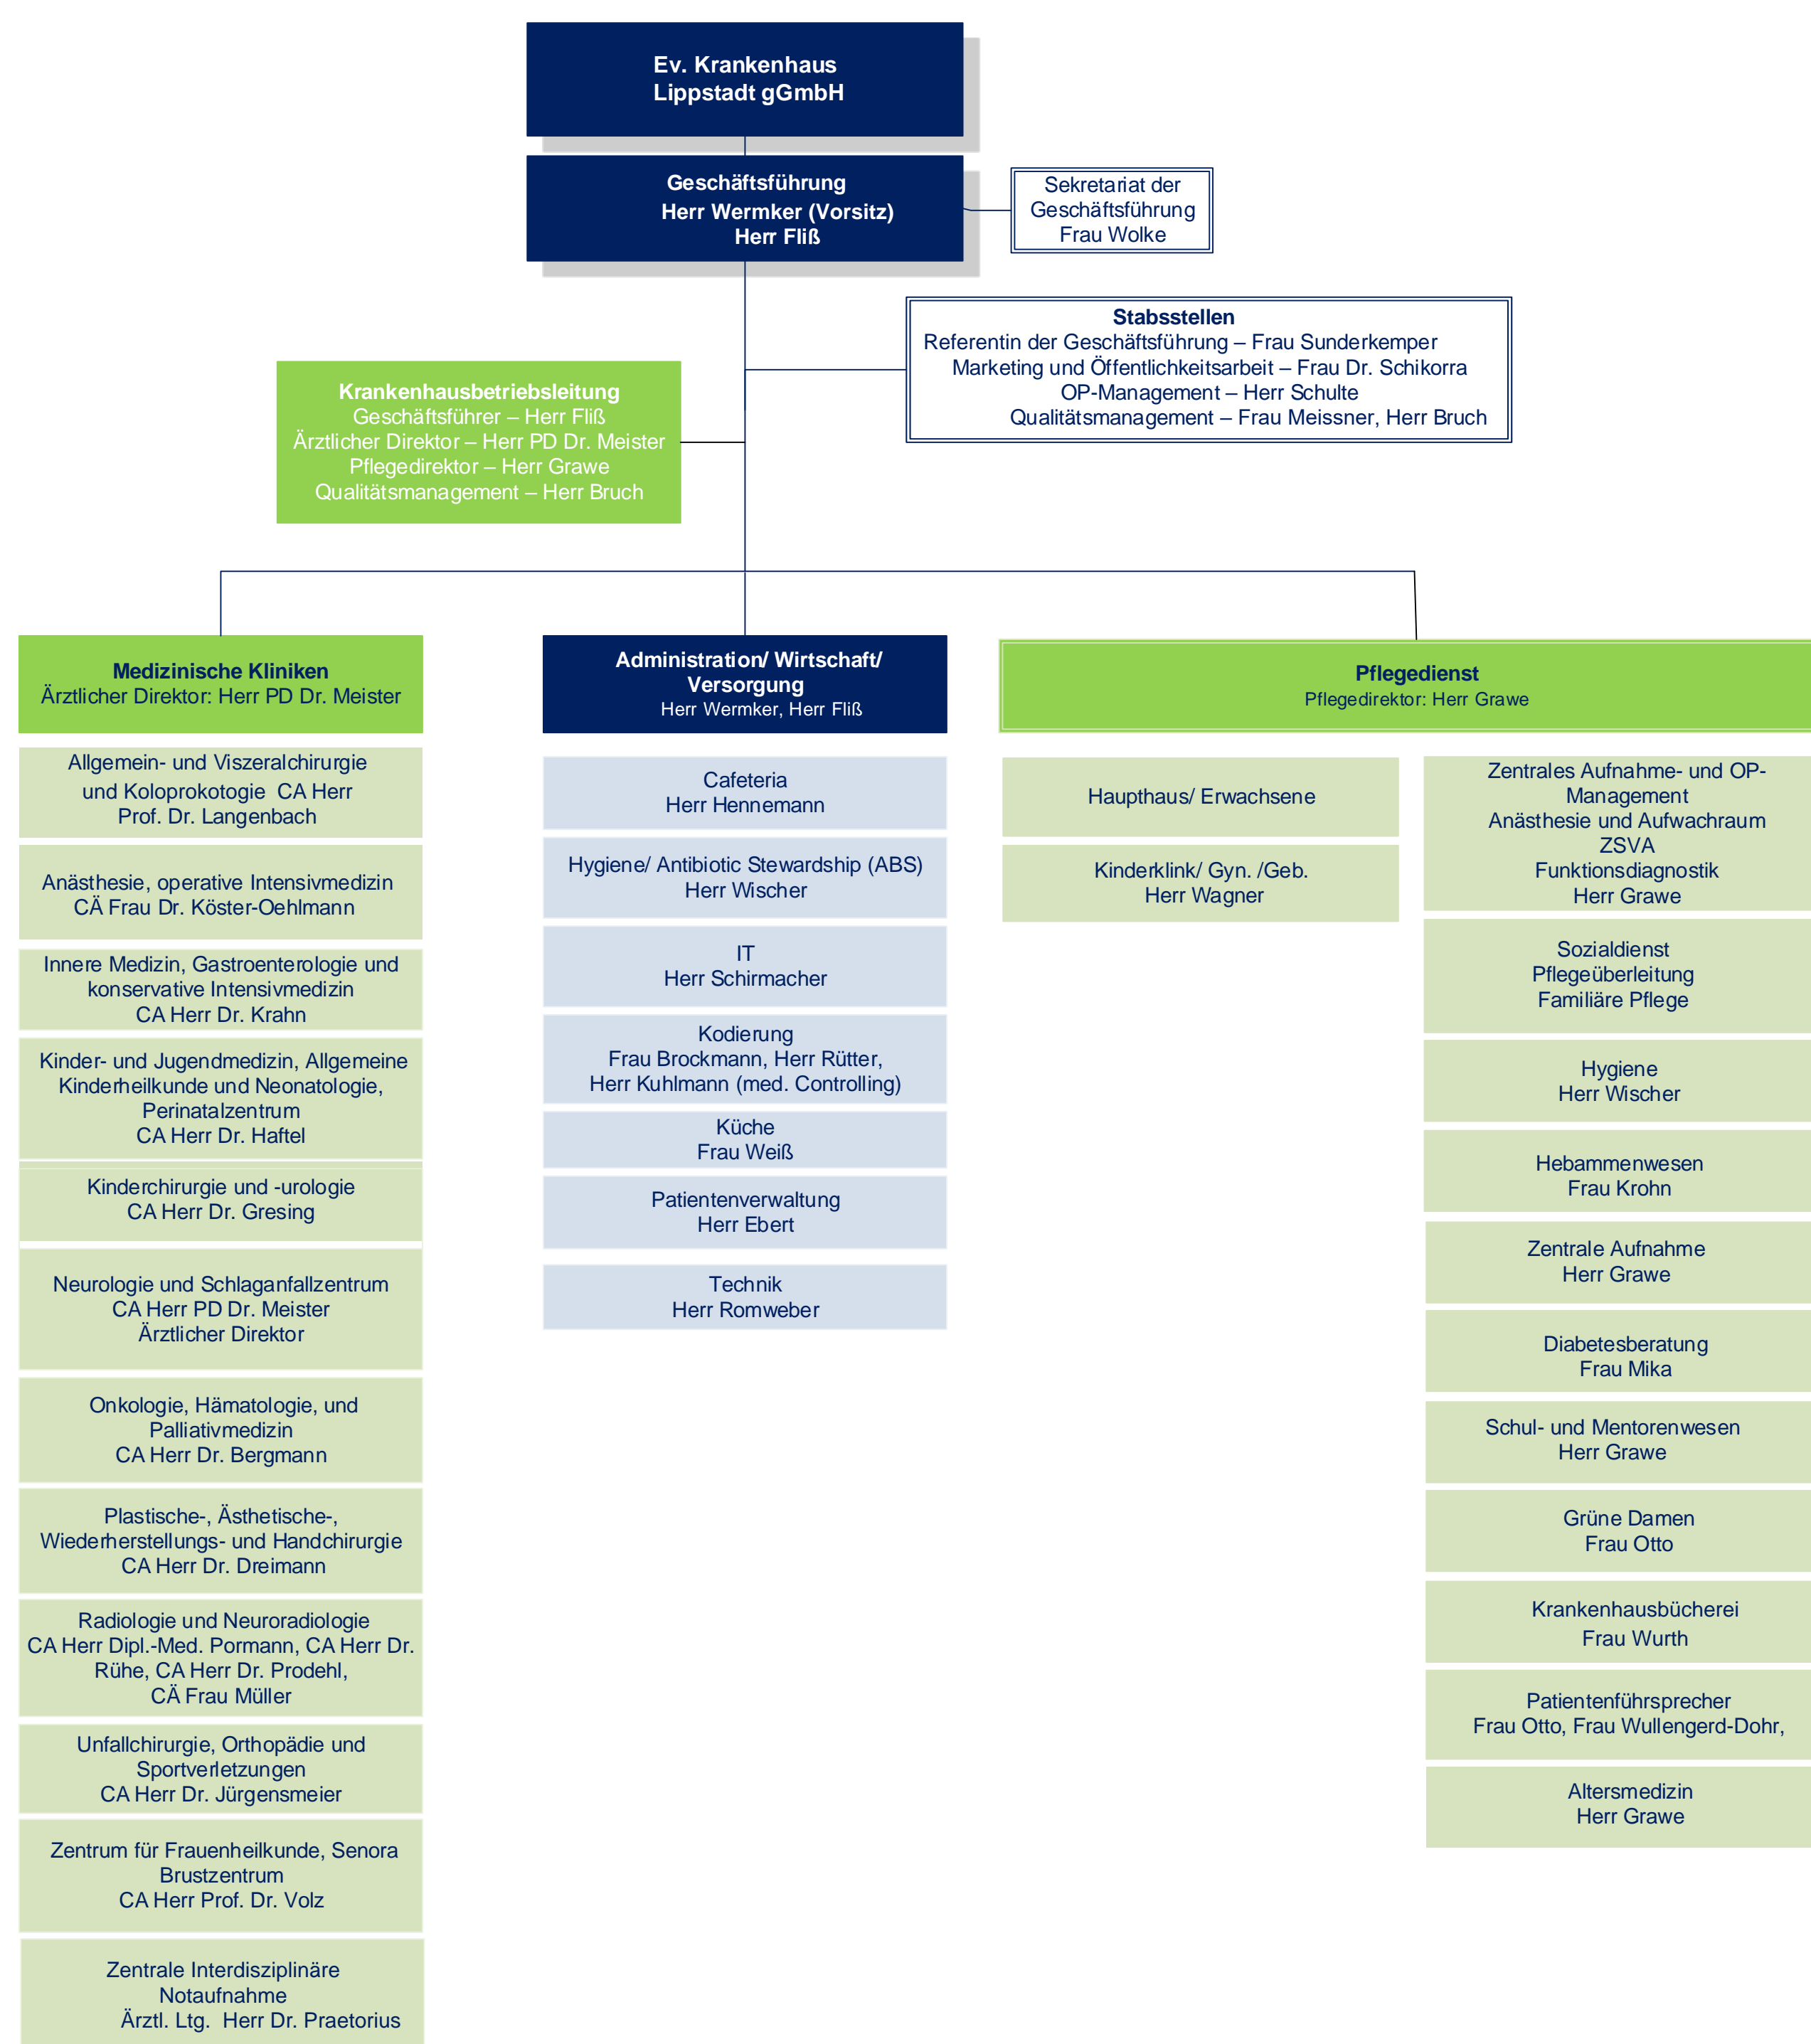 Ev. Krankenhaus
Lippstadt gGmbH
Geschäftsführung
Herr Wermker (Vorsitz)
Herr Fliß
Sekretariat der
Geschäftsführung
Frau Wolke
Stabsstellen
Referentin der Geschäftsführung – Frau Sunderkemper
Marketing und Öffentlichkeitsarbeit – Frau Dr. Schikorra
OP-Management – Herr Schulte
Qualitätsmanagement – Frau Meissner, Herr Bruch
Krankenhausbetriebsleitung
Geschäftsführer – Herr Fliß
Ärztlicher Direktor – Herr PD Dr. Meister
Pflegedirektor – Herr Grawe
Qualitätsmanagement – Herr Bruch
Medizinische Kliniken
Ärztlicher Direktor: Herr PD Dr. Meister
Allgemein- und Viszeralchirurgie
und Koloprokotogie CA Herr
Prof. Dr. Langenbach
Anästhesie, operative Intensivmedizin
CÄ Frau Dr. Köster-Oehlmann
Innere Medizin, Gastroenterologie und
konservative Intensivmedizin
CA Herr Dr. Krahn
Kinder- und Jugendmedizin, Allgemeine
Kinderheilkunde und Neonatologie,
Perinatalzentrum
CA Herr Dr. Haftel
Kinderchirurgie und -urologie
CA Herr Dr. Gresing
Neurologie und Schlaganfallzentrum
CA Herr PD Dr. Meister
Ärztlicher Direktor
Onkologie, Hämatologie, und
Palliativmedizin
CA Herr Dr. Bergmann
Plastische-, Ästhetische-,
Wiederherstellungs- und Handchirurgie
CA Herr Dr. Dreimann
Radiologie und Neuroradiologie
CA Herr Dipl.-Med. Pormann, CA Herr Dr.
Rühe, CA Herr Dr. Prodehl,
CÄ Frau Müller
Unfallchirurgie, Orthopädie und
Sportverletzungen
CA Herr Dr. Jürgensmeier
Zentrum für Frauenheilkunde, Senora
Brustzentrum
CA Herr Prof. Dr. Volz
Zentrale Interdisziplinäre
Notaufnahme
Ärztl. Ltg. Herr Dr. Praetorius
Administration/ Wirtschaft/
Versorgung
Herr Wermker, Herr Fliß
Cafeteria
Herr Hennemann
Hygiene/ Antibiotic Stewardship (ABS)
Herr Wischer
IT
Herr Schirmacher
Kodierung
Frau Brockmann, Herr Rütter,
Herr Kuhlmann (med. Controlling)
Küche
Frau Weiß
Patientenverwaltung
Herr Ebert
Technik
Herr Romweber
Pflegedienst
Pflegedirektor: Herr Grawe
Haupthaus/ Erwachsene
Kinderklink/ Gyn. /Geb.
Herr Wagner
Zentrales Aufnahme- und OP-
Management
Anästhesie und Aufwachraum
ZSVA
Funktionsdiagnostik
Herr Grawe
Sozialdienst
Pflegeüberleitung
Familiäre Pflege
Hygiene
Herr Wischer
Hebammenwesen
Frau Krohn
Zentrale Aufnahme
Herr Grawe
Diabetesberatung
Frau Mika
Schul- und Mentorenwesen
Herr Grawe
Grüne Damen
Frau Otto
Krankenhausbücherei
Frau Wurth
Patientenführsprecher
Frau Otto, Frau Wullengerd-Dohr,
Altersmedizin
Herr Grawe